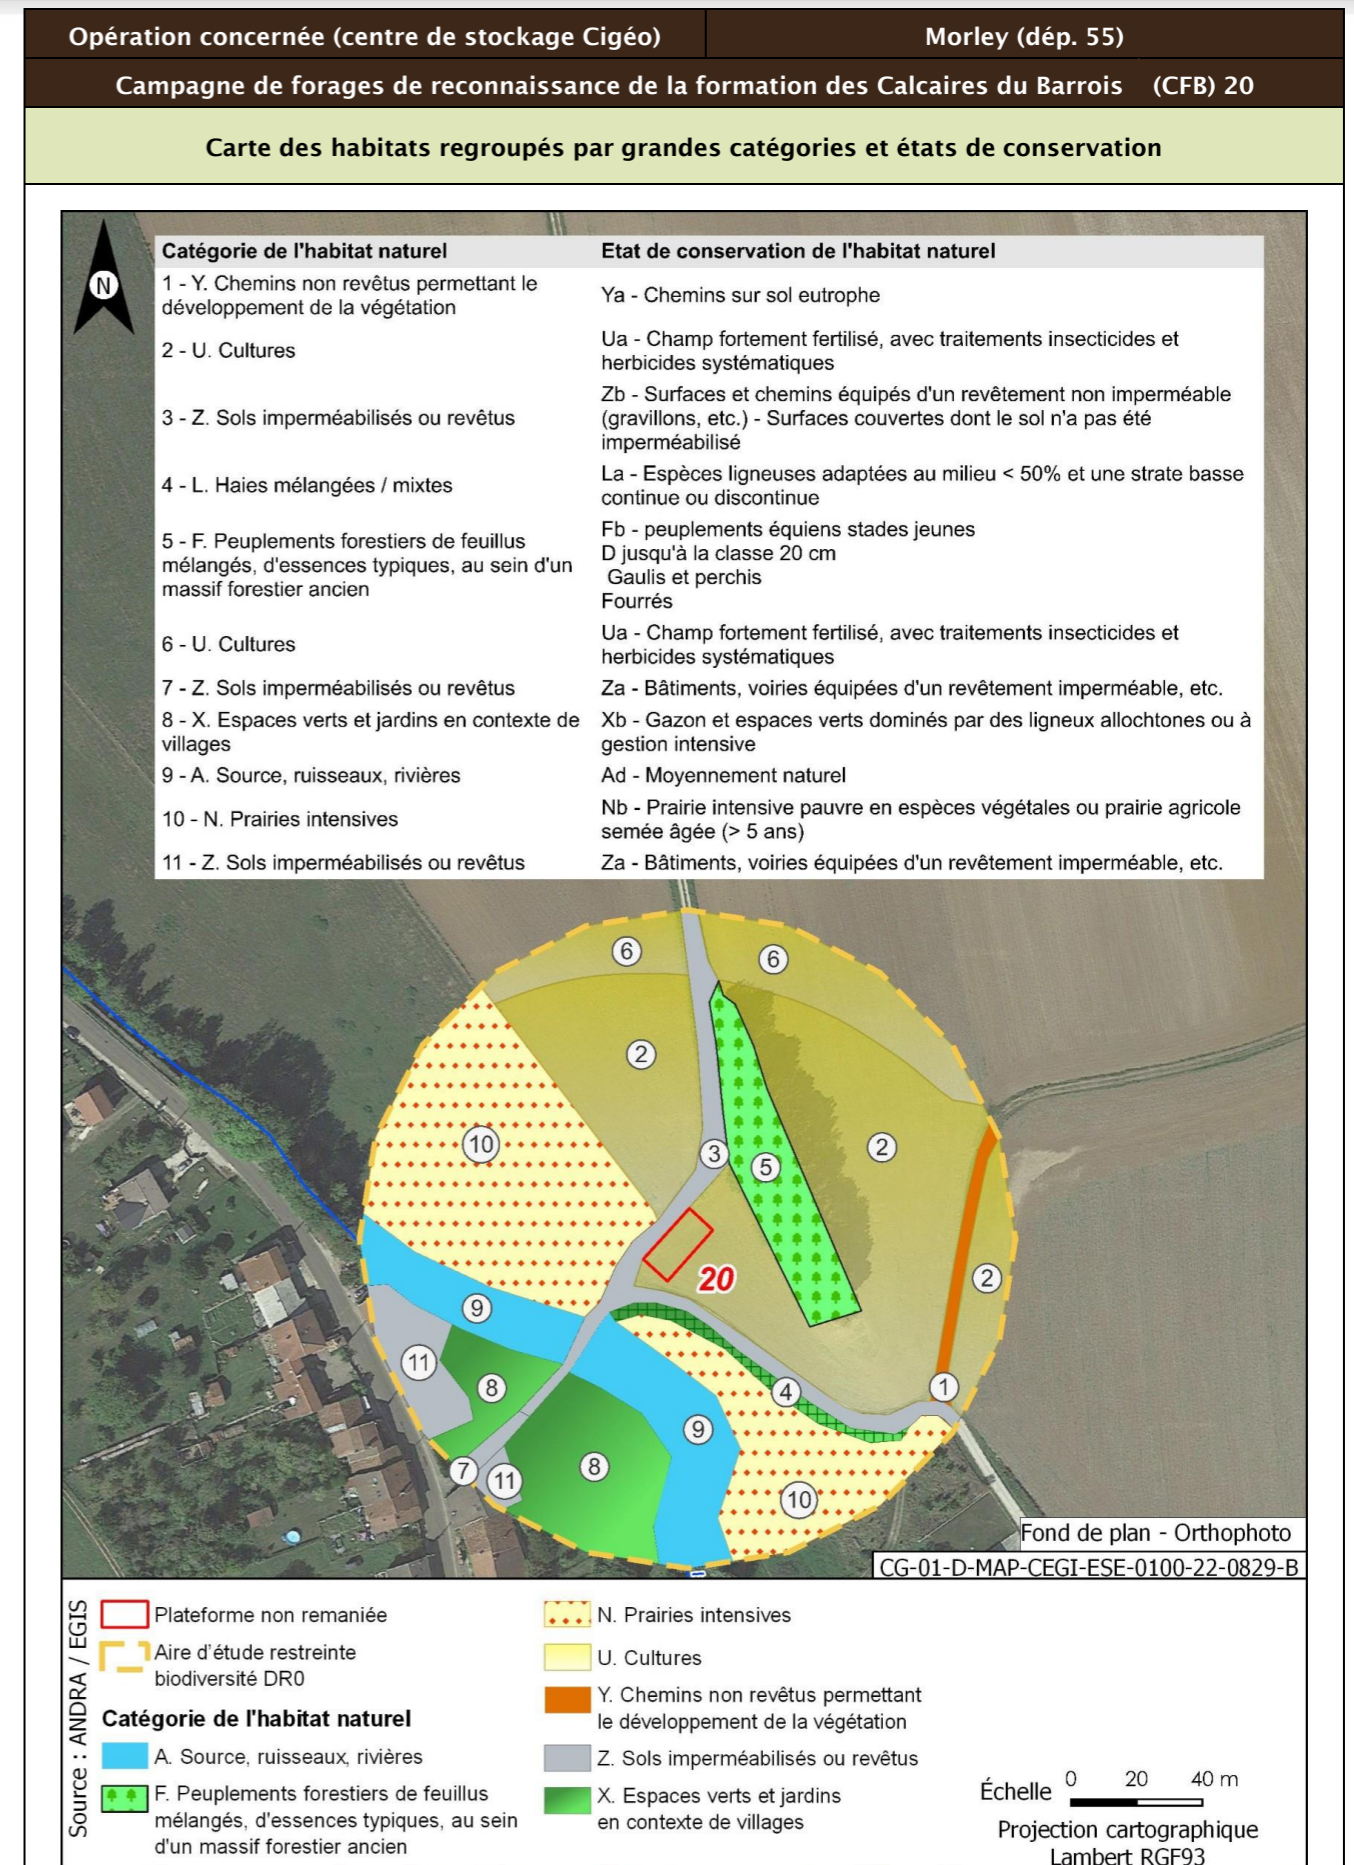 Opération concernée (centre de stockage Cigéo)
Morley (dép. 55)
Campagne de forages de reconnaissance de la formation des Calcaires du Barrois (CFB) 20
Carte des habitats regroupés par grandes catégories et états de conservation
N
Catégorie de l'habitat naturel
Etat de conservation de l'habitat naturel
1 - Y. Chemins non revêtus permettant le
développement de la végétation
Ya - Chemins sur sol eutrophe
2 - U. Cultures
Ua - Champ fortement fertilisé, avec traitements insecticides et
herbicides systématiques
3 - Z. Sols imperméabilisés ou revêtus
Zb - Surfaces et chemins équipés d'un revêtement non imperméable
(gravillons, etc.) - Surfaces couvertes dont le sol n'a pas été
imperméabilisé
4 - L. Haies mélangées / mixtes
La - Espèces ligneuses adaptées au milieu < 50% et une strate basse
continue ou discontinue
5 - F. Peuplements forestiers de feuillus
mélangés, d'essences typiques, au sein d'un
massif forestier ancien
Fb - peuplements équiens stades jeunes
D jusqu'à la classe 20 cm
Gaulis et perchis
Fourrés
6 - U. Cultures
Ua - Champ fortement fertilisé, avec traitements insecticides et
herbicides systématiques
7 - Z. Sols imperméabilisés ou revêtus
Za - Bâtiments, voiries équipées d'un revêtement imperméable, etc.
8 - X. Espaces verts et jardins en contexte de
villages
Xb - Gazon et espaces verts dominés par des ligneux allochtones ou à
gestion intensive
9 - A. Source, ruisseaux, rivières
Ad - Moyennement naturel
10 - N. Prairies intensives
Nb - Prairie intensive pauvre en espèces végétales ou prairie agricole
semée âgée (> 5 ans)
11 - Z. Sols imperméabilisés ou revêtus
Za - Bâtiments, voiries équipées d'un revêtement imperméable, etc.
6
6
2
10
3
5
2
20
2
9
11
8
4
1
9
7
11
8
10
Fond de plan - Orthophoto
CG-01-D-MAP-CEGI-ESE-0100-22-0829-B
Source : ANDRA / EGIS
Plateforme non remaniée
Aire d'étude restreinte
biodiversité DR0
Catégorie de l'habitat naturel
A. Source, ruisseaux, rivières
F. Peuplements forestiers de feuillus
mélangés, d'essences typiques, au sein
d'un massif forestier ancien
N. Prairies intensives
U. Cultures
Y. Chemins non revêtus permettant
le développement de la végétation
Z. Sols imperméabilisés ou revêtus
X. Espaces verts et jardins
en contexte de villages
Échelle 0 20 40 m
Projection cartographique
Lambert RGF93